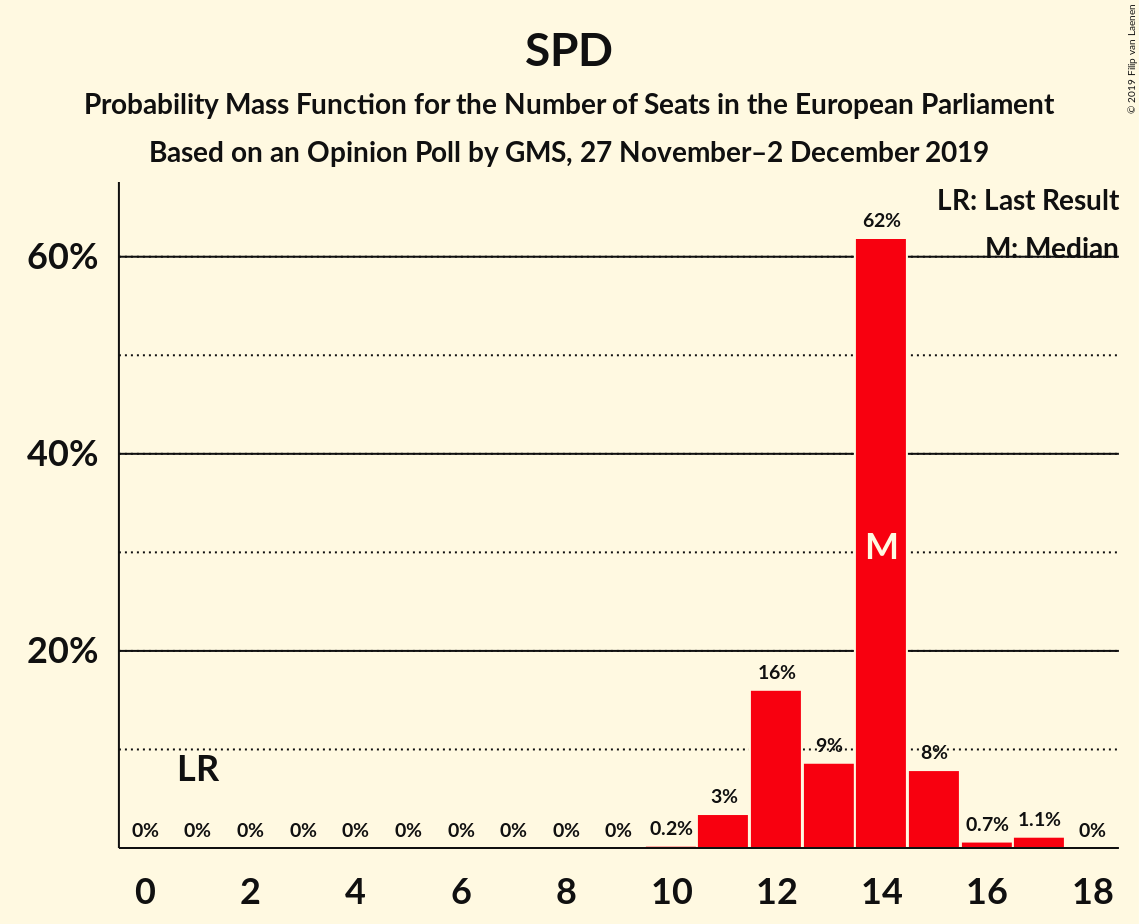 SPD
Probability Mass Function for the Number of Seats in the European Parliament
Based on an Opinion Poll by GMS, 27 November–2 December 2019
© 2019 Filip van Laenen
LR: Last Result
M: Median
60%
40%
20%
62%
M
16%
9%
8%
LR
0% 0% 0% 0% 0% 0% 0% 0% 0% 0% 0.2% 3% 0.7% 1.1% 0%
0 2 4 6 8 10 12 14 16 18